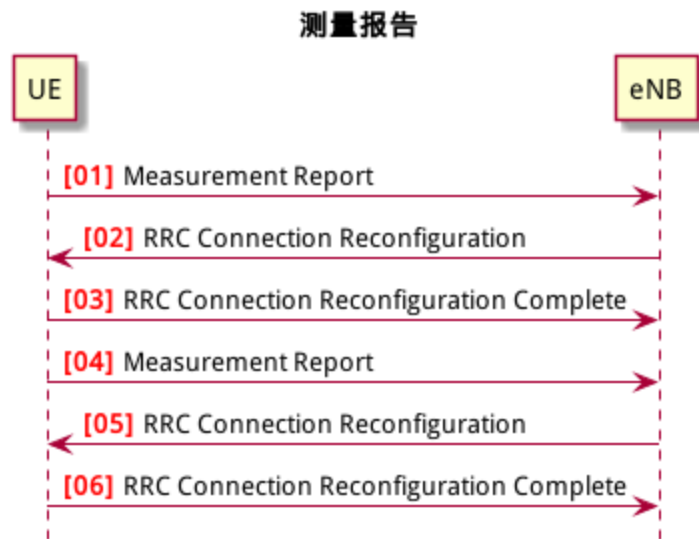 测量报告
UE
eNB
[01] Measurement Report
[02] RRC Connection Reconfiguration
[03] RRC Connection Reconfiguration Complete
[04] Measurement Report
[05] RRC Connection Reconfiguration
[06] RRC Connection Reconfiguration Complete